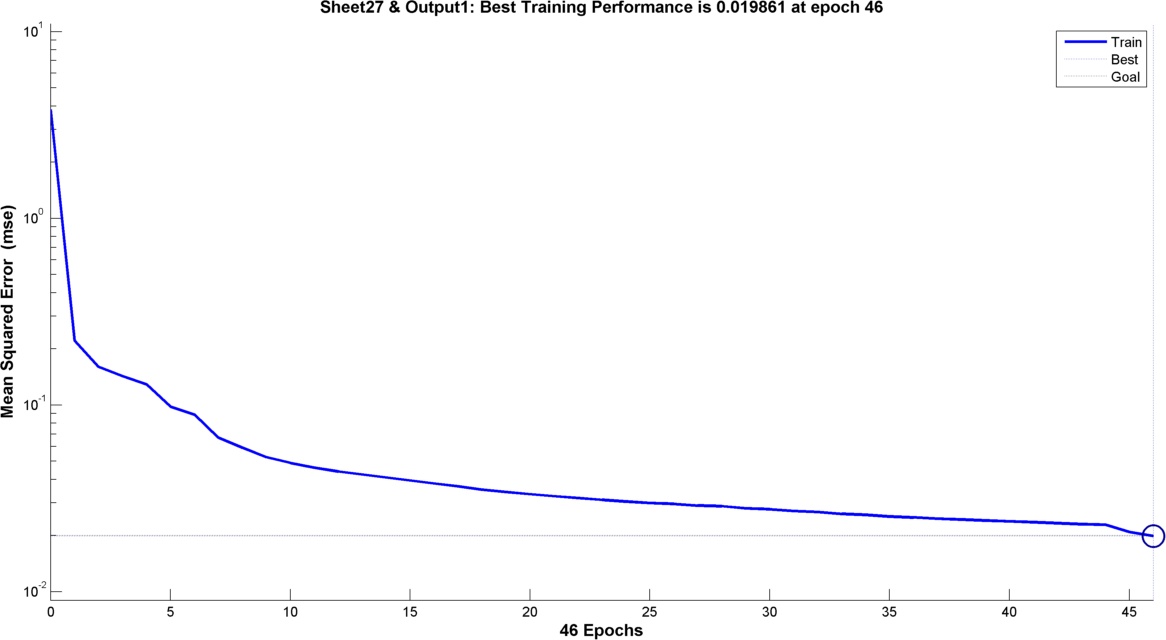 Sheet27 & Output1: Best Training Performance is 0.019861 at epoch 46
Train
Best
Goal
Mean Squared Error (mse)
10^1
10^0
10^-1
10^-2
0 5 10 15 20 25 30 35 40 45
46 Epochs